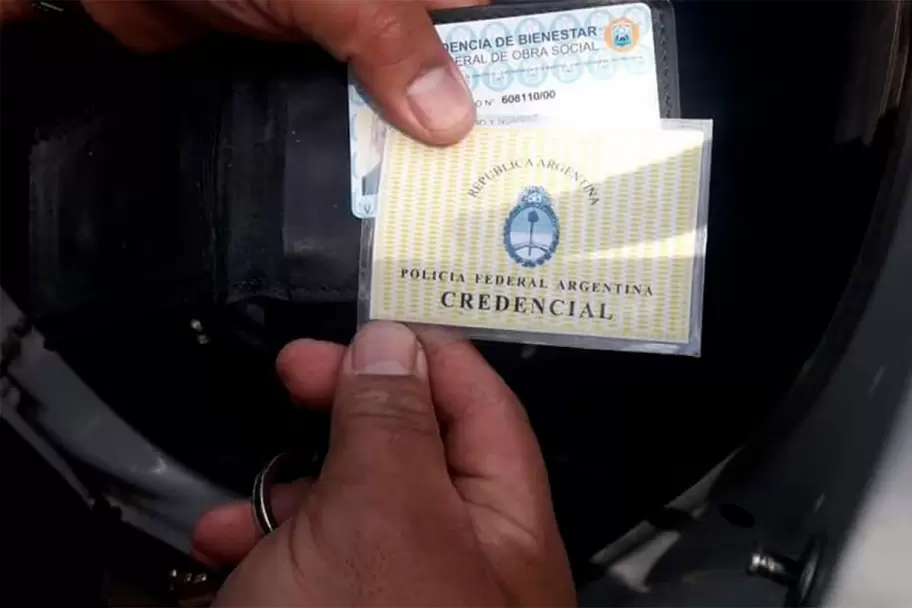 DENCIA DE BIENESTAR
ERAL DE OBRA SOCIAL
O N° 608110/00
REPUBLICA ARGENTINA
POLICIA FEDERAL ARGENTINA
CREDENCIAL